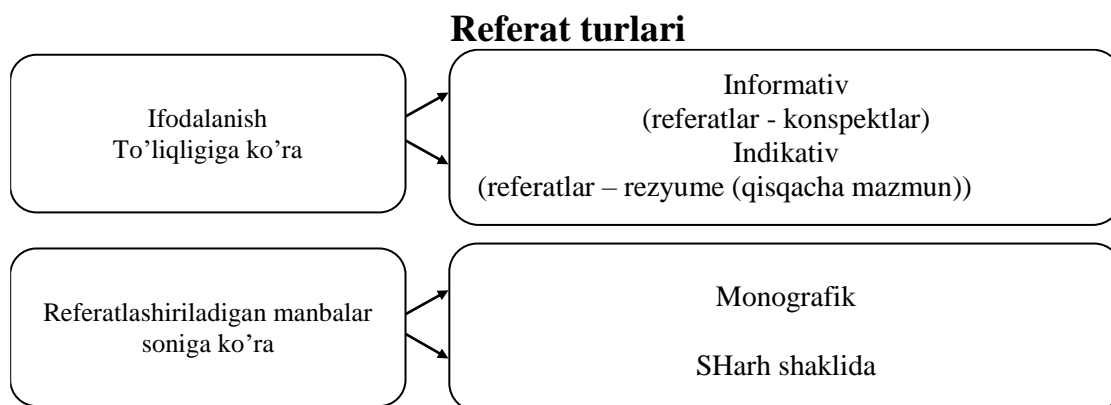 Referat turlari
Ifodalanish
To’liqligiga ko’ra
Informativ
(referatlar - konspektlar)
Indikativ
(referatlar – rezyume (qisqacha mazmun))
Referatlashiriladigan manbalar
soniga ko’ra
Monografik
SHarh shaklida